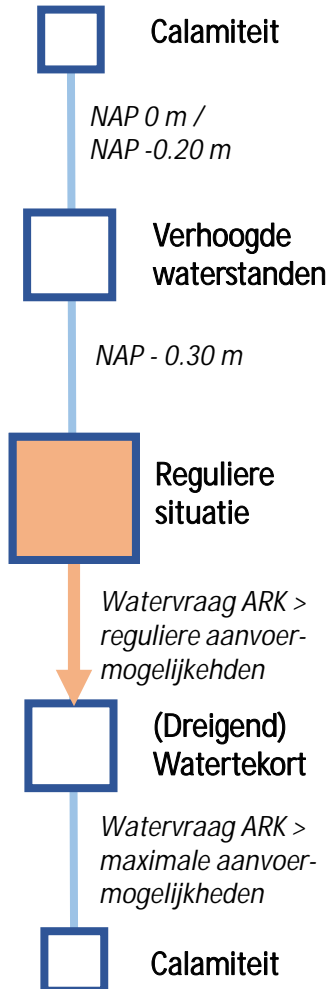 Calamiteit
NAP 0 m /
NAP -0.20 m
Verhoogde
waterstanden
NAP - 0.30 m
Reguliere
situatie
Watervraag ARK >
reguliere aanvoer-
mogelijkehden
(Dreigend)
Watertekort
Watervraag ARK >
maximale aanvoer-
mogelijkheden
Calamiteit